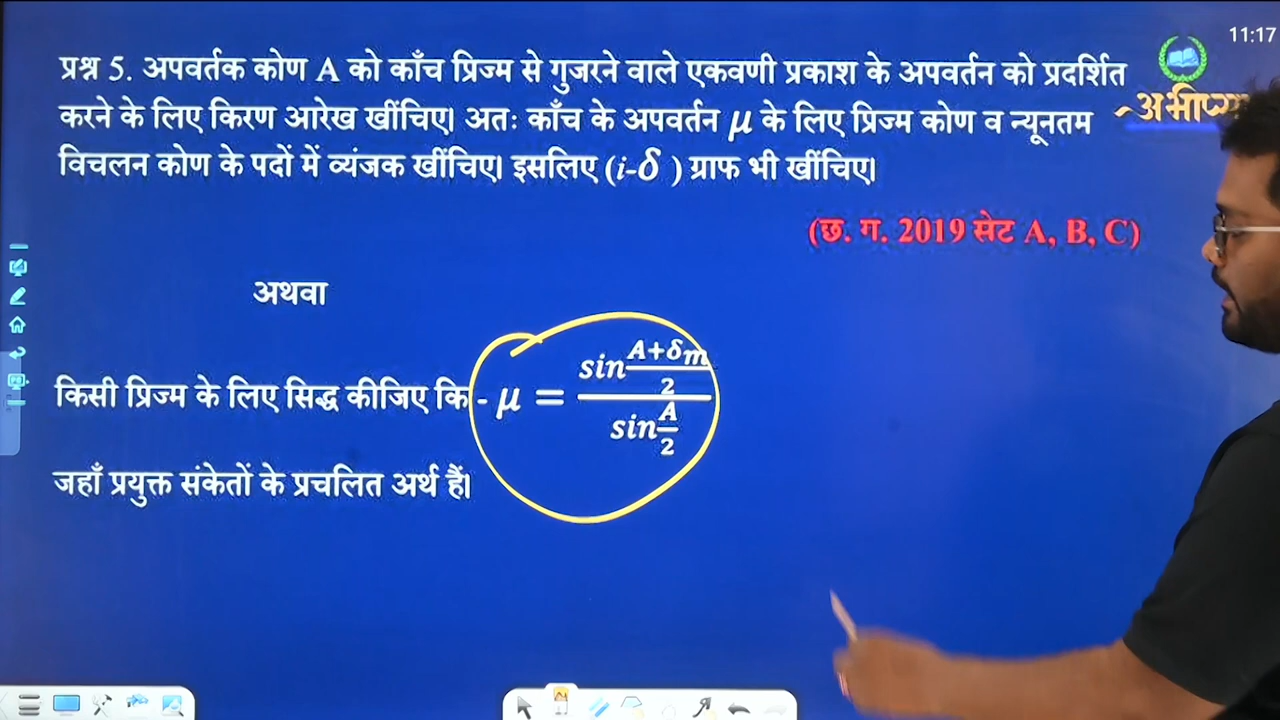 11:17
प्रश्न 5. अपवर्तक कोण A को काँच प्रिज्म से गुजरने वाले एकवणी प्रकाश के अपवर्तन को प्रदर्शित
करने के लिए किरण आरेख खींचिए। अतः काँच के अपवर्तन μ के लिए प्रिज्म कोण व न्यूनतम
विचलन कोण के पदों में व्यंजक खींचिए। इसलिए (i-δ ) ग्राफ भी खींचिए।
(छ. ग. 2019 सेट A, B, C)
अथवा
किसी प्रिज्म के लिए सिद्ध कीजिए कि - μ = sin (A+δm)/2 / sin A/2
जहाँ प्रयुक्त संकेतों के प्रचलित अर्थ हैं।